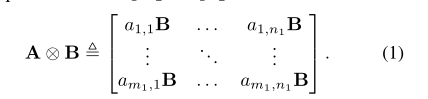 A ⊗ B ≜ [ a_{1,1}B … a_{1,n_1}B
⋮ ⋱ ⋮
a_{m_1,1}B … a_{m_1,n_1}B ] . (1)